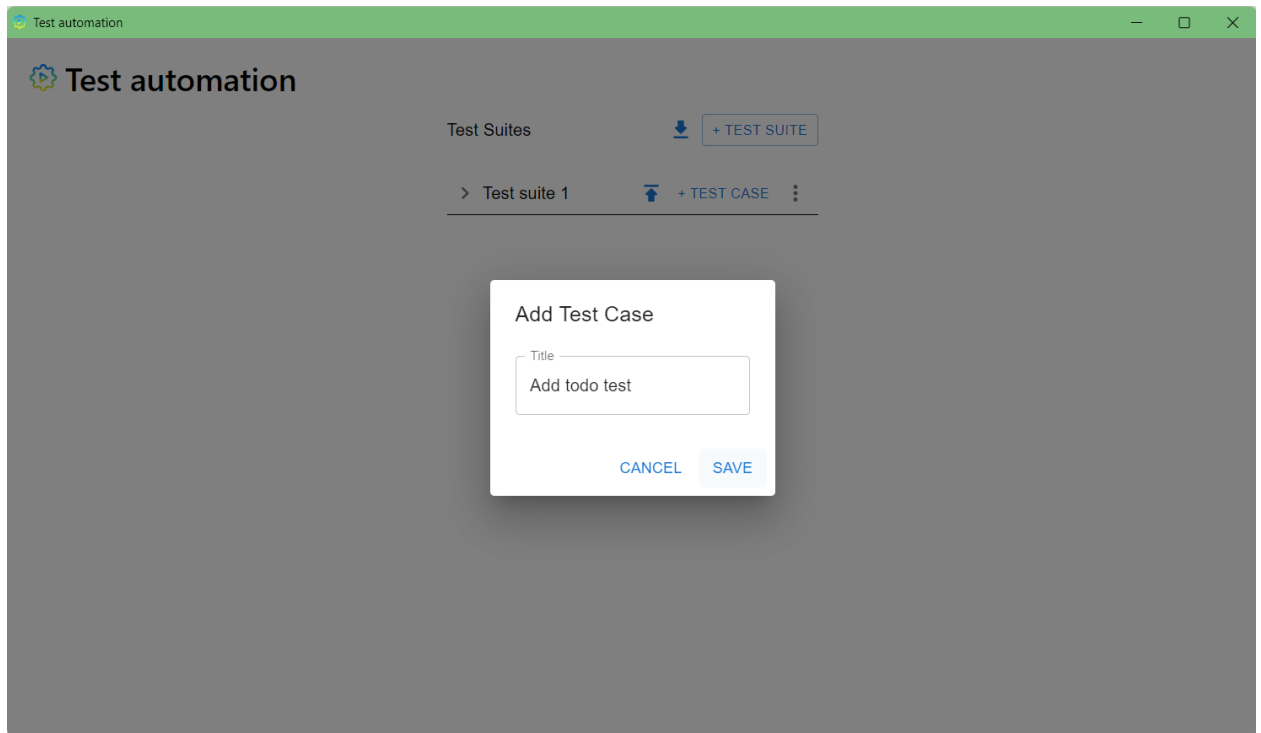 Test automation
Test automation
Test Suites
+ TEST SUITE
Test suite 1
+ TEST CASE
Add Test Case
Title
Add todo test
CANCEL SAVE